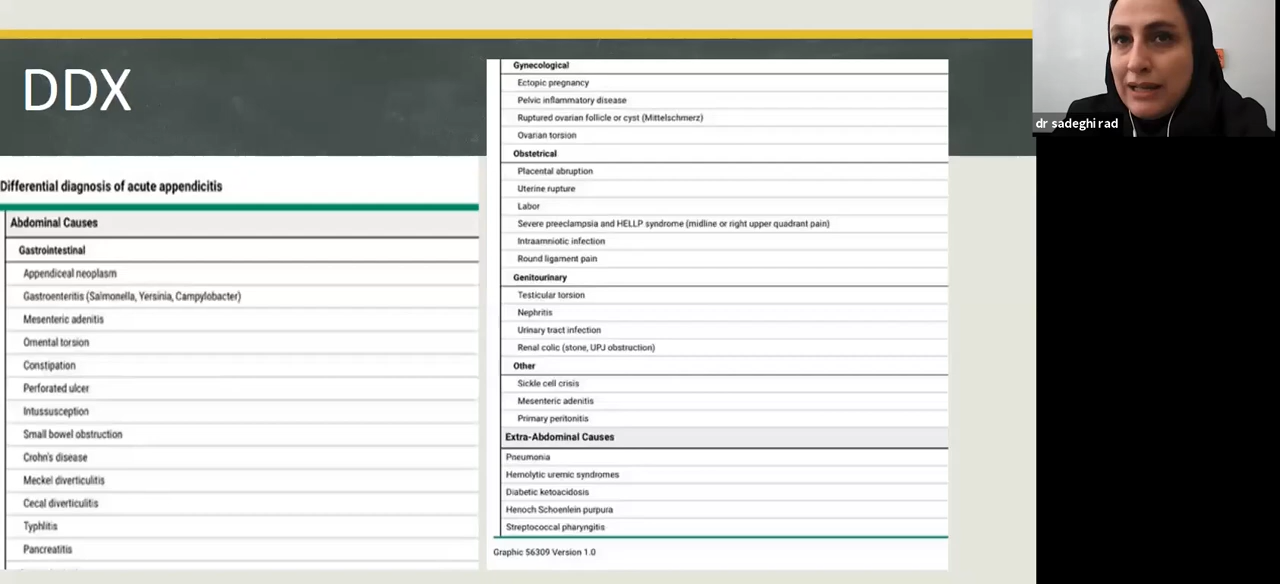 DDX
Differential diagnosis of acute appendicitis
Abdominal Causes
Gastrointestinal
Appendiceal neoplasm
Gastroenteritis (Salmonella, Yersinia, Campylobacter)
Mesenteric adenitis
Omental torsion
Constipation
Perforated ulcer
Intussusception
Small bowel obstruction
Crohn's disease
Meckel diverticulitis
Cecal diverticulitis
Typhlitis
Pancreatitis
Gynecological
Ectopic pregnancy
Pelvic inflammatory disease
Ruptured ovarian follicle or cyst (Mittelschmerz)
Ovarian torsion
Obstetrical
Placental abruption
Uterine rupture
Labor
Severe preeclampsia and HELLP syndrome (midline or right upper quadrant pain)
Intraamniotic infection
Round ligament pain
Genitourinary
Testicular torsion
Nephritis
Urinary tract infection
Renal colic (stone, UPJ obstruction)
Other
Sickle cell crisis
Mesenteric adenitis
Primary peritonitis
Extra-Abdominal Causes
Pneumonia
Hemolytic uremic syndromes
Diabetic ketoacidosis
Henoch Schoenlein purpura
Streptococcal pharyngitis
Graphic 56309 Version 1.0
dr sadeghi rad